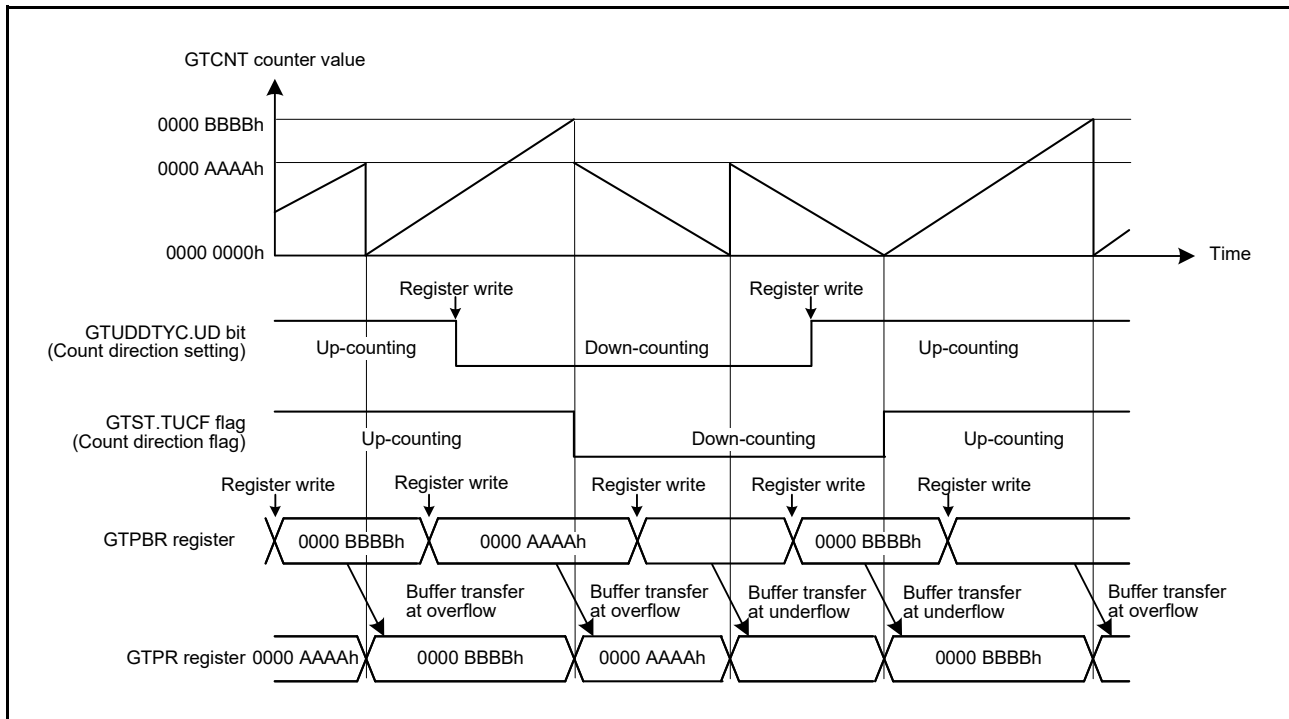 GTCNT counter value
0000 BBBBh
0000 AAAAh
0000 0000h
Time
Register write
Register write
GTUDDTYC.UD bit
(Count direction setting)
Up-counting
Down-counting
Up-counting
GTST.TUCF flag
(Count direction flag)
Up-counting
Down-counting
Up-counting
Register write
Register write
Register write
Register write
Register write
GTPBR register
0000 BBBBh
0000 AAAAh
0000 BBBBh
Buffer transfer
at overflow
Buffer transfer
at overflow
Buffer transfer
at underflow
Buffer transfer
at underflow
Buffer transfer
at overflow
GTPR register
0000 AAAAh
0000 BBBBh
0000 AAAAh
0000 BBBBh